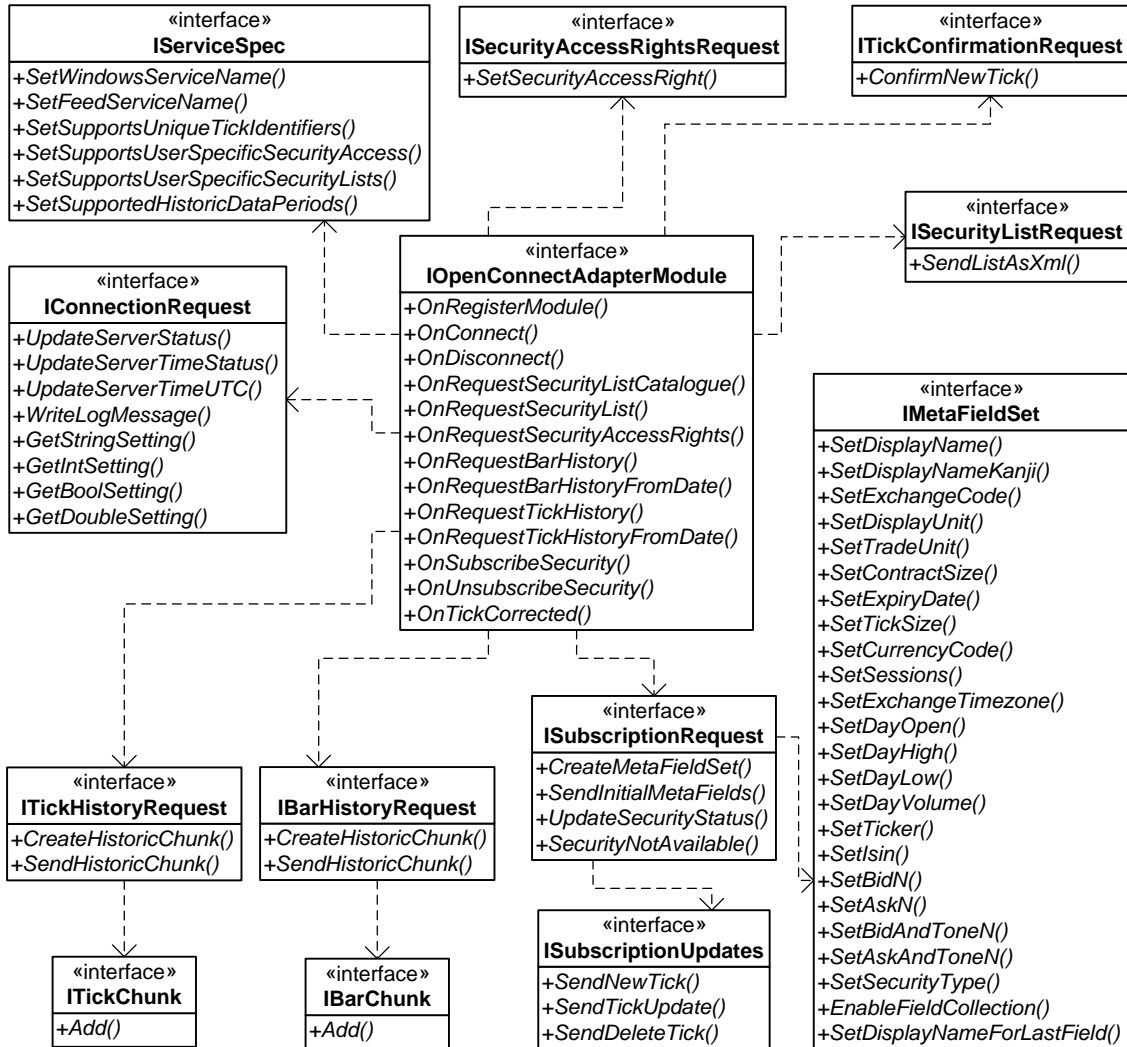 «interface»
IServiceSpec
+SetWindowsServiceName()
+SetFeedServiceName()
+SetSupportsUniqueTickIdentifiers()
+SetSupportsUserSpecificSecurityAccess()
+SetSupportsUserSpecificSecurityLists()
+SetSupportedHistoricDataPeriods()
«interface»
ISecurityAccessRightsRequest
+SetSecurityAccessRight()
«interface»
ITickConfirmationRequest
+ConfirmNewTick()
«interface»
ISecurityListRequest
+SendListAsXml()
«interface»
IOpenConnectAdapterModule
+OnRegisterModule()
+OnConnect()
+OnDisconnect()
+OnRequestSecurityListCatalogue()
+OnRequestSecurityList()
+OnRequestSecurityAccessRights()
+OnRequestBarHistory()
+OnRequestBarHistoryFromDate()
+OnRequestTickHistory()
+OnRequestTickHistoryFromDate()
+OnSubscribeSecurity()
+OnUnsubscribeSecurity()
+OnTickCorrected()
«interface»
IConnectionRequest
+UpdateServerStatus()
+UpdateServerTimeStatus()
+UpdateServerTimeUTC()
+WriteLogMessage()
+GetStringSetting()
+GetIntSetting()
+GetBoolSetting()
+GetDoubleSetting()
«interface»
IMetaFieldSet
+SetDisplayName()
+SetDisplayNameKanji()
+SetExchangeCode()
+SetDisplayUnit()
+SetTradeUnit()
+SetContractSize()
+SetExpiryDate()
+SetTickSize()
+SetCurrencyCode()
+SetSessions()
+SetExchangeTimezone()
+SetDayOpen()
+SetDayHigh()
+SetDayLow()
+SetDayVolume()
+SetTicker()
+SetIsin()
+SetBidN()
+SetAskN()
+SetBidAndToneN()
+SetAskAndToneN()
+SetSecurityType()
+EnableFieldCollection()
+SetDisplayNameForLastField()
«interface»
ISubscriptionRequest
+CreateMetaFieldSet()
+SendInitialMetaFields()
+UpdateSecurityStatus()
+SecurityNotAvailable()
«interface»
ITickHistoryRequest
+CreateHistoricChunk()
+SendHistoricChunk()
«interface»
IBarHistoryRequest
+CreateHistoricChunk()
+SendHistoricChunk()
«interface»
ISubscriptionUpdates
+SendNewTick()
+SendTickUpdate()
+SendDeleteTick()
«interface»
ITickChunk
+Add()
«interface»
IBarChunk
+Add()